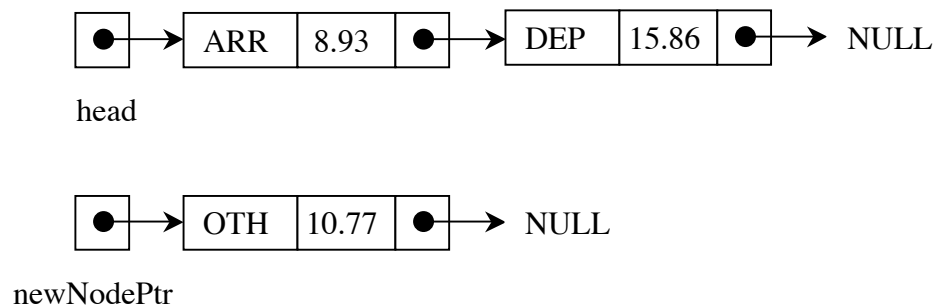 ARR 8.93 DEP 15.86 NULL
head
OTH 10.77 NULL
newNodePtr